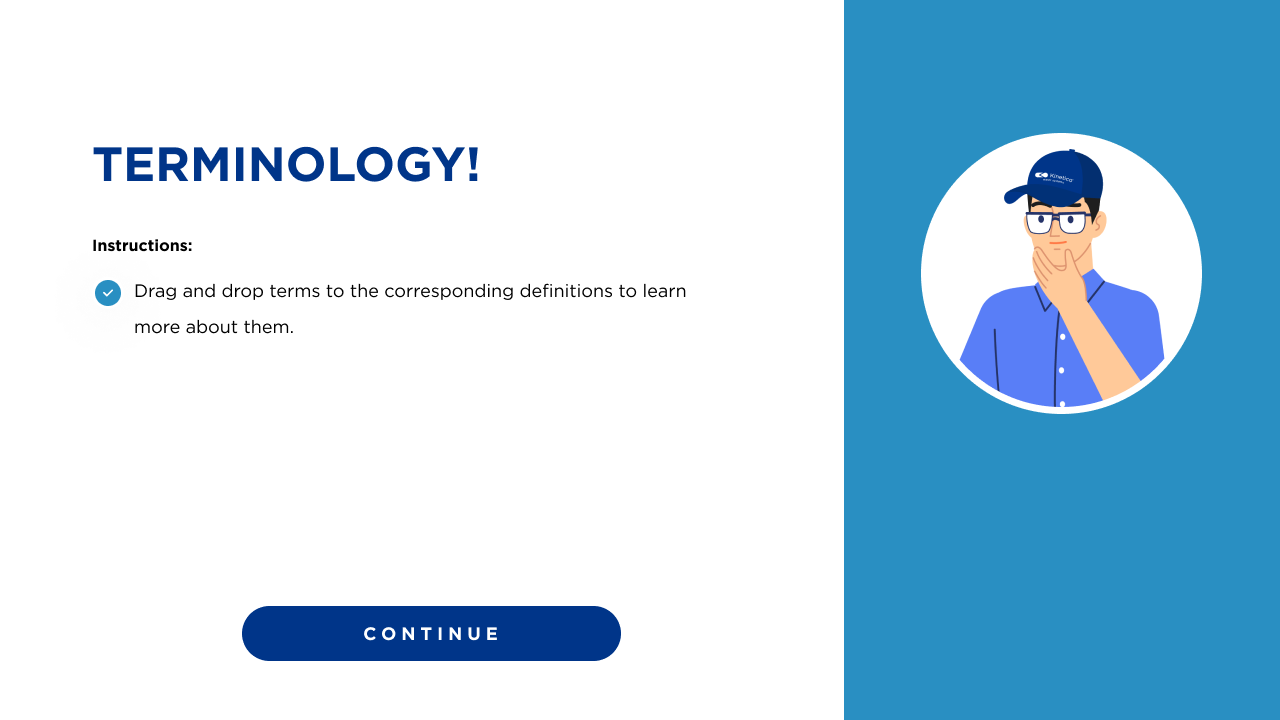 TERMINOLOGY!
Instructions:
Drag and drop terms to the corresponding definitions to learn
more about them.
Kinetico
CONTINUE